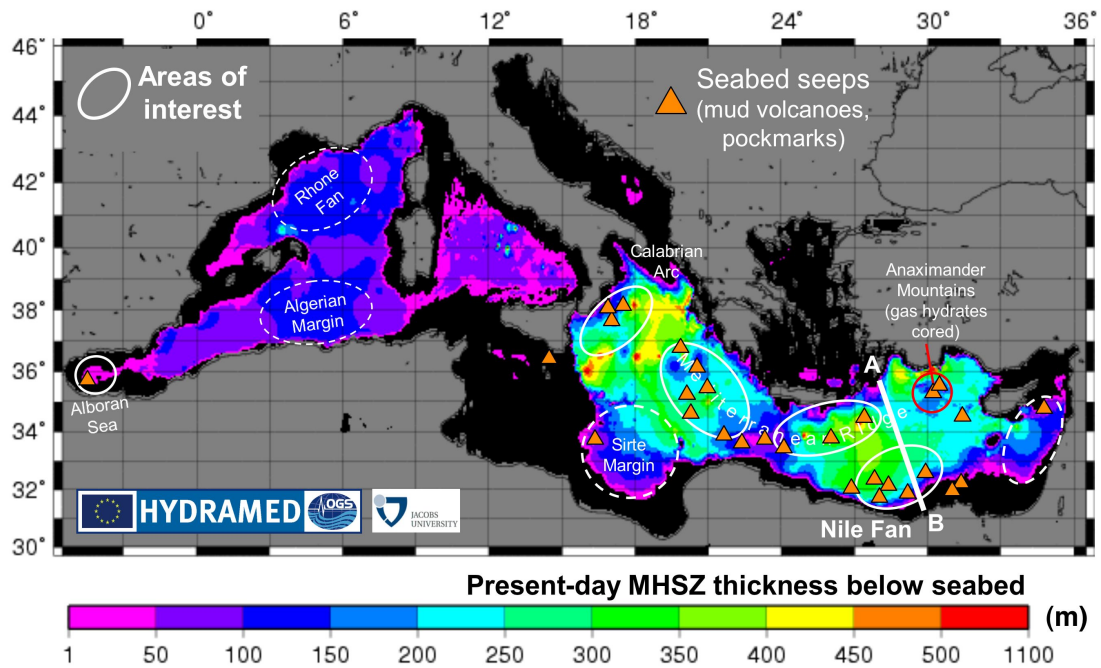 0° 6° 12° 18° 24° 30° 36°
46°
44°
42°
40°
38°
36°
34°
32°
30°
Areas of
interest
Seabed seeps
(mud volcanoes,
pockmarks)
Rhone
Fan
Calabrian
Arc
Anaximander
Mountains
(gas hydrates
cored)
Algerian
Margin
A
Alboran
Sea
Mediterranean Ridge
Sirte
Margin
HYDRAMED
OGS
JACOBS
UNIVERSITY
Nile Fan
B
Present-day MHSZ thickness below seabed
(m)
1 50 100 150 200 250 300 350 400 450 500 1100